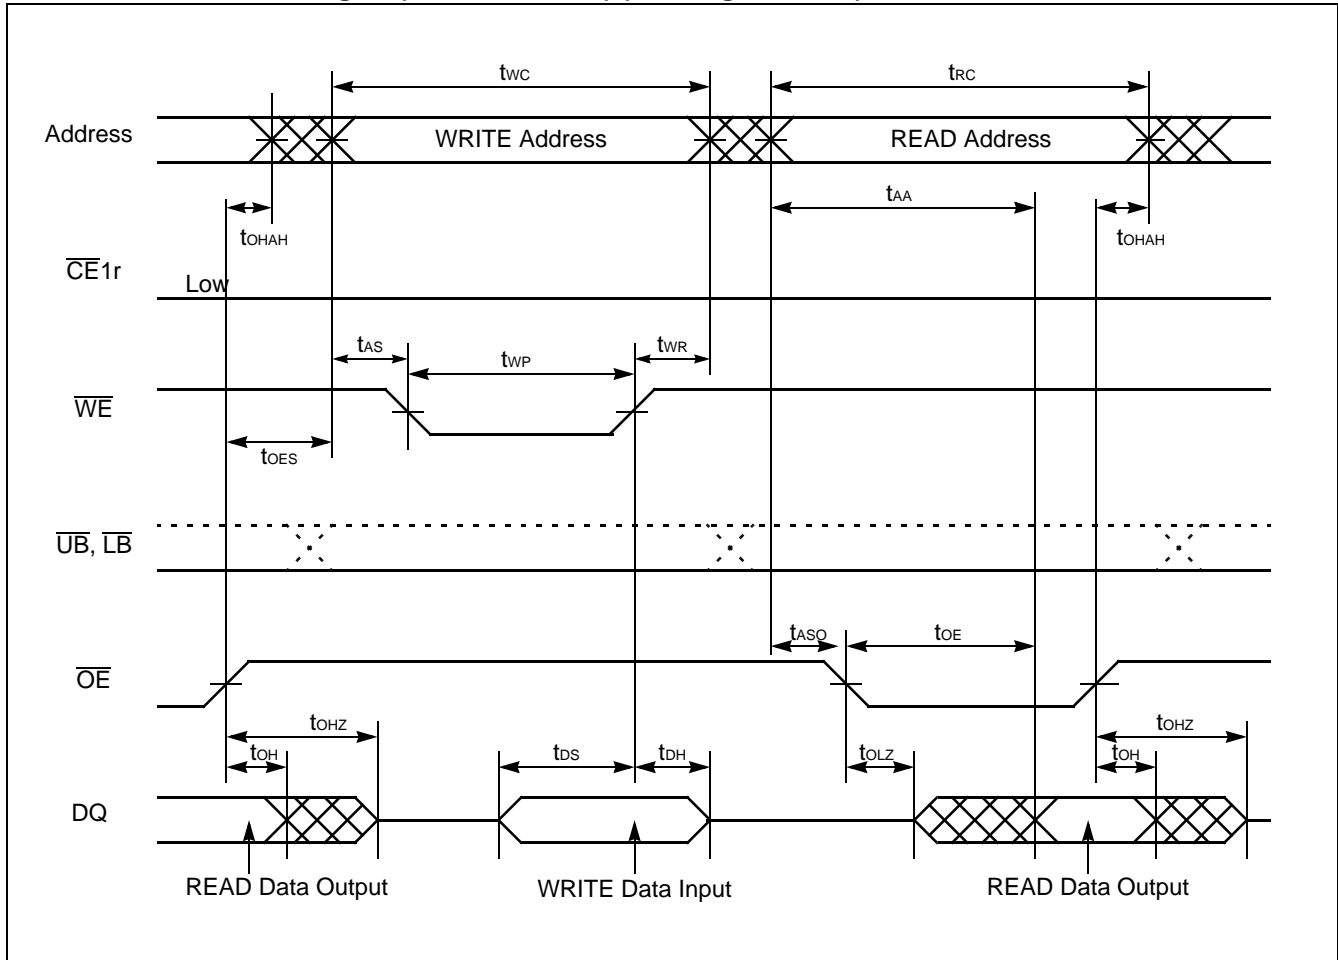 tWC
tRC
Address
WRITE Address
READ Address
tAA
tOHAH
tOHAH
CE1r
Low
tAS
tWP
tWR
WE
tOES
UB, LB
tASO
tOE
OE
tOHZ
tOHZ
tOH
tDS
tDH
tOLZ
tOH
DQ
READ Data Output
WRITE Data Input
READ Data Output